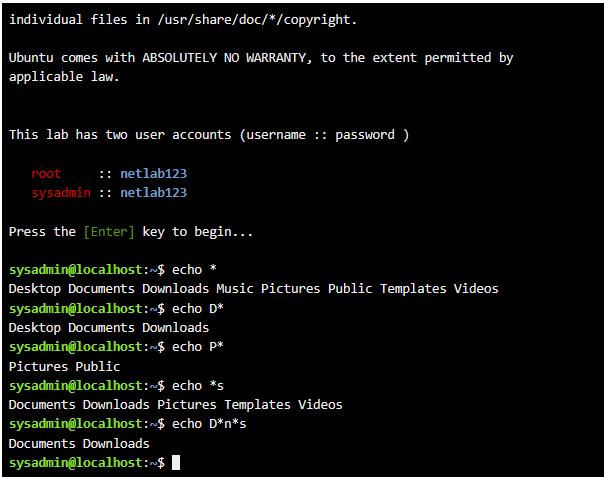 individual files in /usr/share/doc/*/copyright.
Ubuntu comes with ABSOLUTELY NO WARRANTY, to the extent permitted by
applicable law.
This lab has two user accounts (username :: password )
root     :: netlab123
sysadmin :: netlab123
Press the [Enter] key to begin...
sysadmin@localhost:~$ echo *
Desktop Documents Downloads Music Pictures Public Templates Videos
sysadmin@localhost:~$ echo D*
Desktop Documents Downloads
sysadmin@localhost:~$ echo P*
Pictures Public
sysadmin@localhost:~$ echo *s
Documents Downloads Pictures Templates Videos
sysadmin@localhost:~$ echo D*n*s
Documents Downloads
sysadmin@localhost:~$